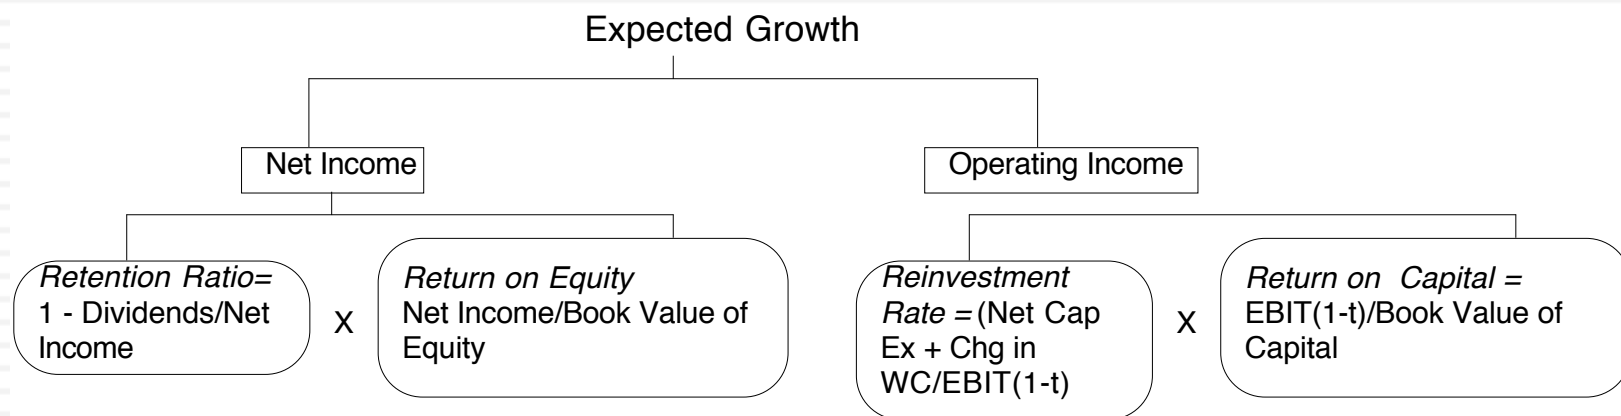 Expected Growth
Net Income
Operating Income
Retention Ratio=
1 - Dividends/Net
Income
X
Return on Equity
Net Income/Book Value of
Equity
Reinvestment
Rate = (Net Cap
Ex + Chg in
WC/EBIT(1-t)
X
Return on Capital =
EBIT(1-t)/Book Value of
Capital